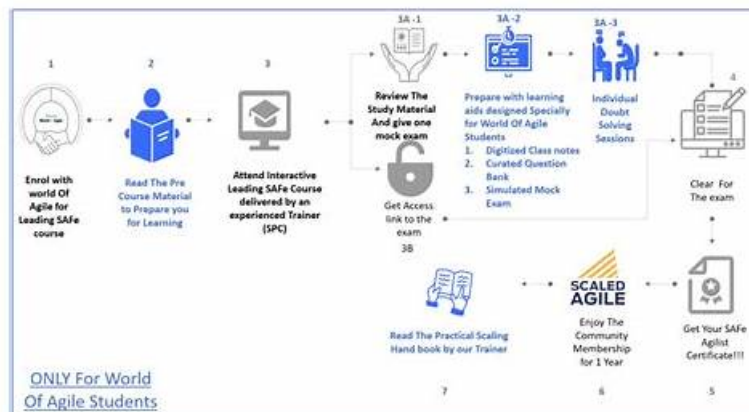 1
Enrol with
world Of
Agile for
Leading SAFe
course
2
Read The Pre
Course Material
to Prepare you
for Learning
3
Attend Interactive
Leading SAFe Course
delivered by an
experienced Trainer
(SPC)
3A -1
Review The
Study Material
And give one
mock exam
3A -2
Prepare with learning
aids designed Specially
for World Of Agile
Students
1. Digitized Class notes
2. Curated Question
Bank
3. Simulated Mock
Exam
3A -3
Individual
Doubt
Solving
Sessions
Get Access
link to the
exam
3B
4
Clear For
The exam
Get Your SAFe
Agilist
Certificate!!!
5
SCALED
AGILE
Enjoy The
Community
Membership
for 1 Year
6
Read The Practical Scaling
Hand book by our Trainer
7
ONLY For World
Of Agile Students